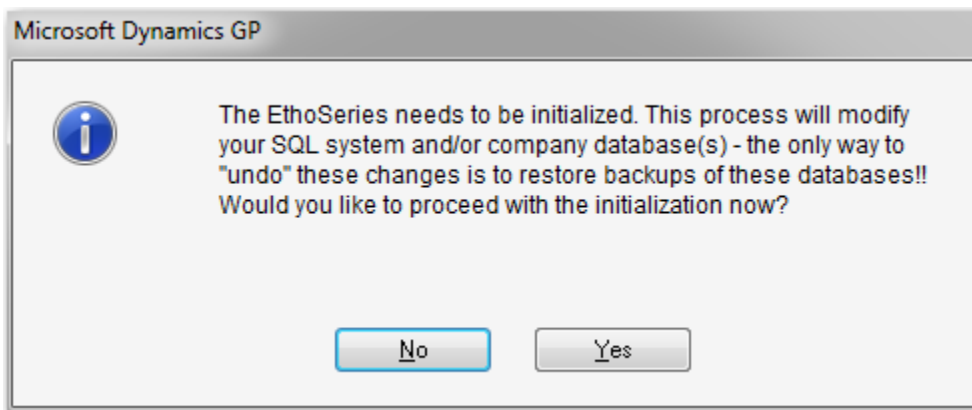 Microsoft Dynamics GP
The EthoSeries needs to be initialized. This process will modify
your SQL system and/or company database(s) - the only way to
"undo" these changes is to restore backups of these databases!!
Would you like to proceed with the initialization now?
No
Yes